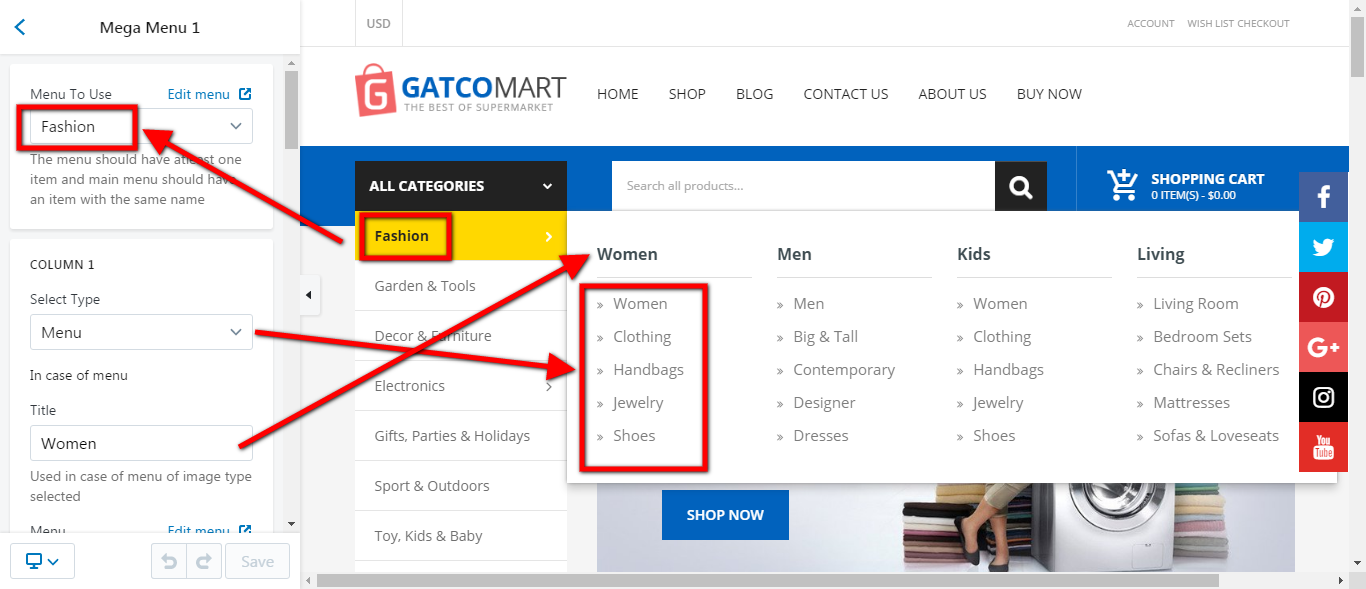 Mega Menu 1
Menu To Use
Edit menu
Fashion
The menu should have atleast one
item and main menu should have
an item with the same name
COLUMN 1
Select Type
Menu
In case of menu
Title
Women
Used in case of menu of image type
selected
Menu
Edit menu
Save
USD
ACCOUNT WISH LIST CHECKOUT
G GATCOMART
THE BEST OF SUPERMARKET
HOME SHOP BLOG CONTACT US ABOUT US BUY NOW
ALL CATEGORIES
Search all products...
SHOPPING CART
0 ITEM(S) - $0.00
Fashion
Garden & Tools
Decor & Furniture
Electronics
Gifts, Parties & Holidays
Sport & Outdoors
Toy, Kids & Baby
Women
» Women
» Clothing
» Handbags
» Jewelry
» Shoes
Men
» Men
» Big & Tall
» Contemporary
» Designer
» Dresses
Kids
» Women
» Clothing
» Handbags
» Jewelry
» Shoes
Living
» Living Room
» Bedroom Sets
» Chairs & Recliners
» Mattresses
» Sofas & Loveseats
SHOP NOW
f
G+
You
Tube